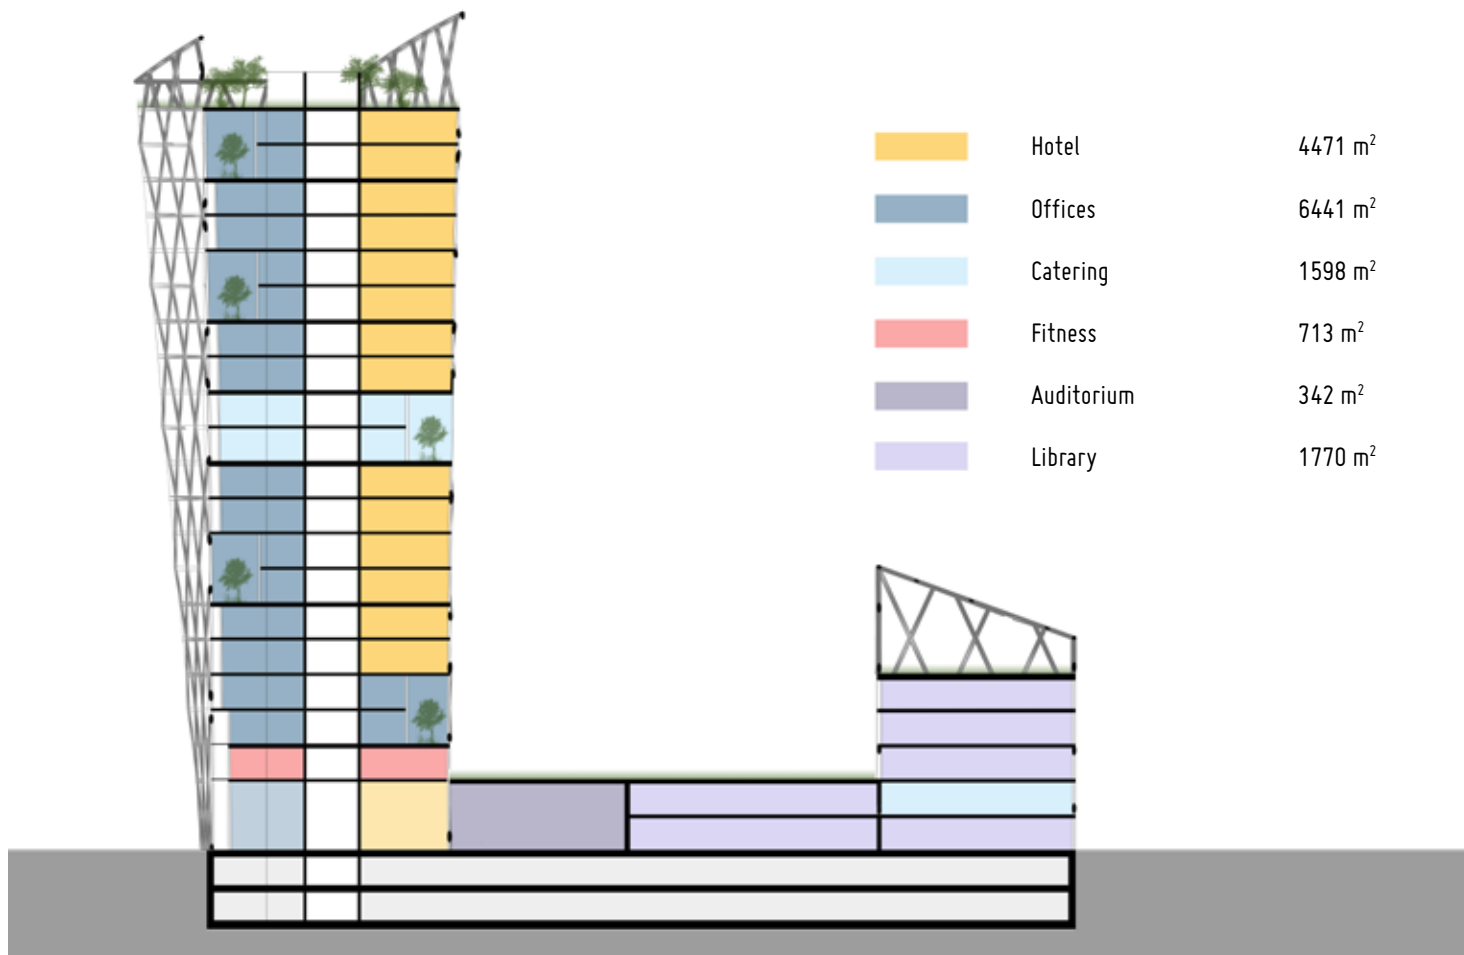 Hotel 4471 m²
Offices 6441 m²
Catering 1598 m²
Fitness 713 m²
Auditorium 342 m²
Library 1770 m²